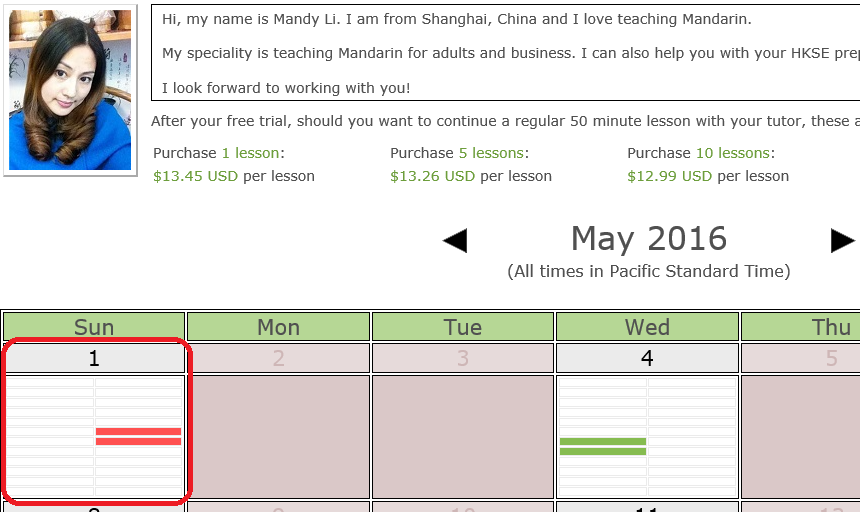 Hi, my name is Mandy Li. I am from Shanghai, China and I love teaching Mandarin.
My speciality is teaching Mandarin for adults and business. I can also help you with your HKSE prep
I look forward to working with you!
After your free trial, should you want to continue a regular 50 minute lesson with your tutor, these a
Purchase 1 lesson: Purchase 5 lessons: Purchase 10 lessons:
$13.45 USD per lesson $13.26 USD per lesson $12.99 USD per lesson
May 2016
(All times in Pacific Standard Time)
Sun Mon Tue Wed Thu
1 2 3 4 5
11